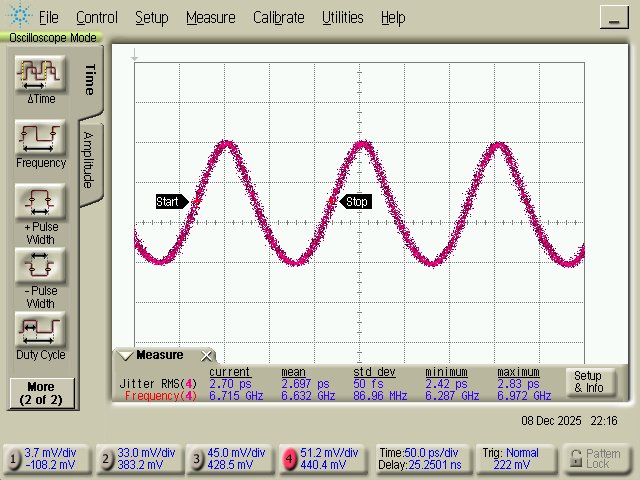 File Control Setup Measure Calibrate Utilities Help
Oscilloscope Mode
Time
Amplitude
ΔTime
Frequency
+ Pulse
Width
− Pulse
Width
Duty Cycle
More
(2 of 2)
Start
Stop
Measure
current mean std dev minimum maximum
Jitter RMS(4) 2.70 ps 2.697 ps 50 fs 2.42 ps 2.83 ps
Frequency(4) 6.715 GHz 6.632 GHz 86.96 MHz 6.287 GHz 6.972 GHz
Setup
& Info
08 Dec 2025 22:16
1 3.7 mV/div
-108.2 mV
2 33.0 mV/div
383.2 mV
3 45.0 mV/div
428.5 mV
4 51.2 mV/div
440.4 mV
Time:50.0 ps/div
Delay:25.2501 ns
Trig: Normal
222 mV
Pattern
Lock